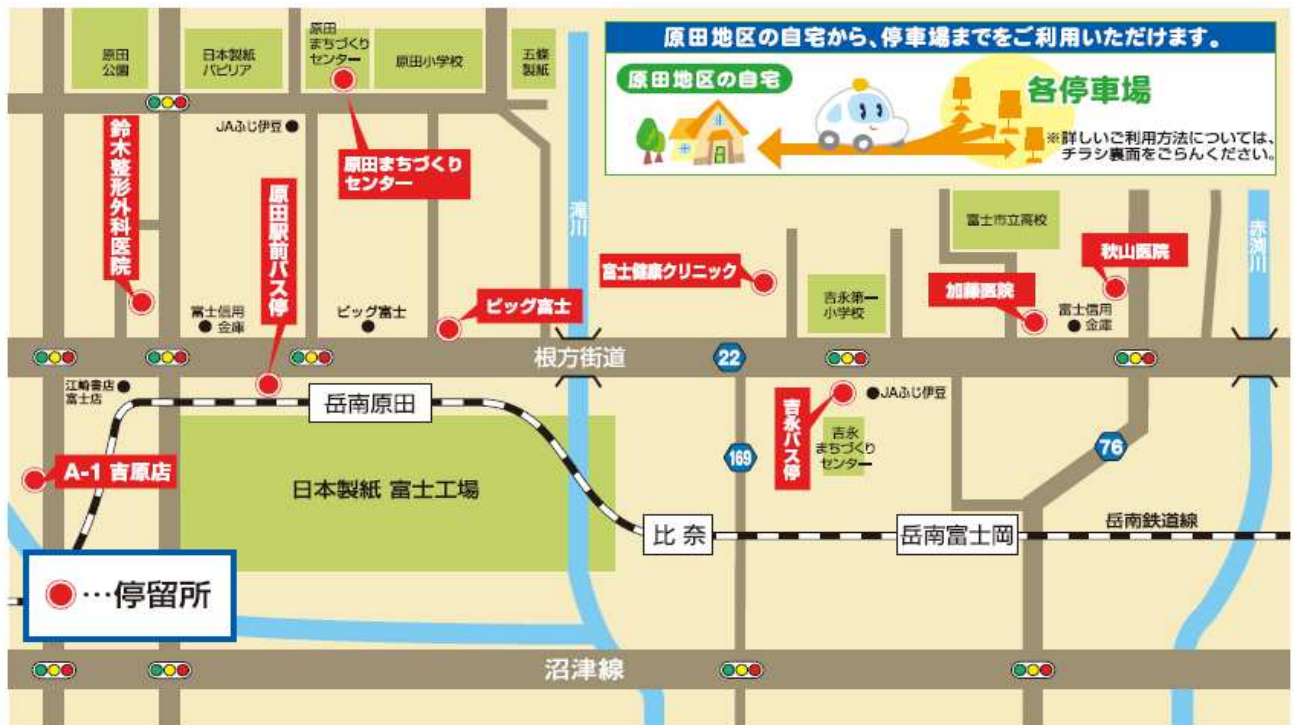 原田
公園
日本製紙
パピリア
原田
まちづくり
センター
原田小学校
五條
製紙
原田地区の自宅から、停車場までをご利用いただけます。
原田地区の自宅
各停車場
※詳しいご利用方法については、
チラシ裏面をごらんください。
JAふじ伊豆
鈴木整形外科医院
原田まちづくり
センター
原田駅前バス停
滝川
富士市立高校
赤渕川
秋山医院
富士健康クリニック
加藤医院
吉永第一
小学校
富士信用
金庫
ビッグ富士
ビッグ富士
富士信用
金庫
根方街道
22
江崎書店
富士店
岳南原田
吉永バス停
JAふじ伊豆
吉永
まちづくり
センター
A-1 吉原店
日本製紙 富士工場
169
76
比奈
岳南富士岡
岳南鉄道線
…停留所
沼津線